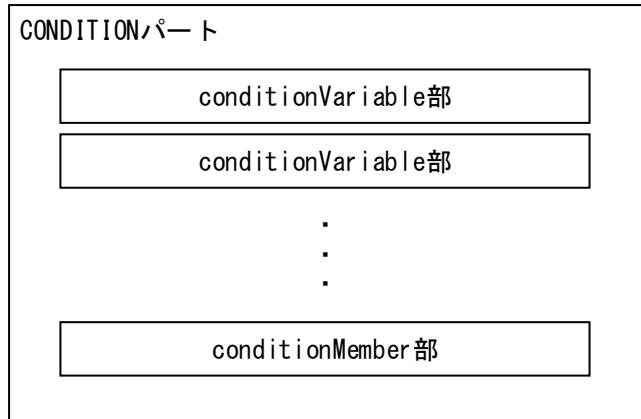 CONDITIONパート
conditionVariable部
conditionVariable部
・
・
・
conditionMember部